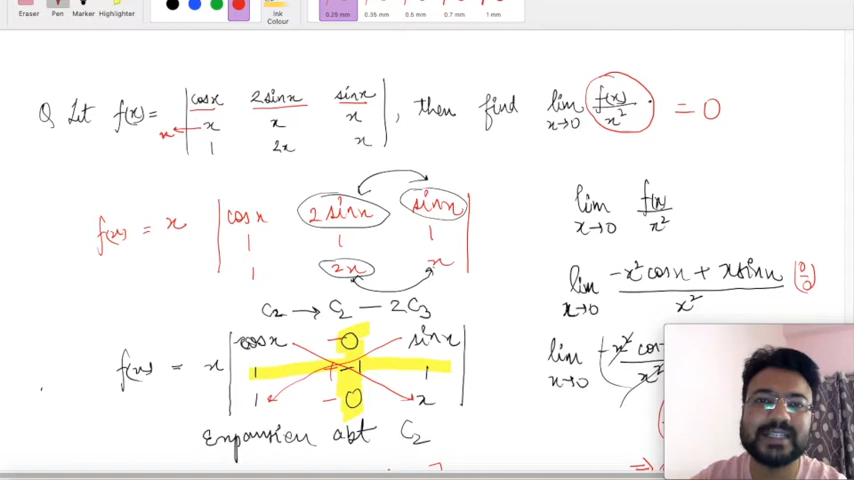 Eraser Pen Marker Highlighter Ink Colour 0.25 mm 0.35 mm 0.5 mm 0.7 mm 1 mm
Q Let f(x) = | cosx 2sinx sinx | , then find lim x→0 f(x)/x² = 0
x ← x x x
1 2x x
f(x) = x | cosx 2sinx sinx |
1 1 1
1 2x x
C₂ → C₂ – 2C₃
f(x) = x | cosx – 0 sinx |
1 + –1 1
1 – 0 x
Expansion abt C₂
lim x→0 f(x)/x²
lim x→0 –x²cosx + x sinx / x² (0/0)
lim x→0